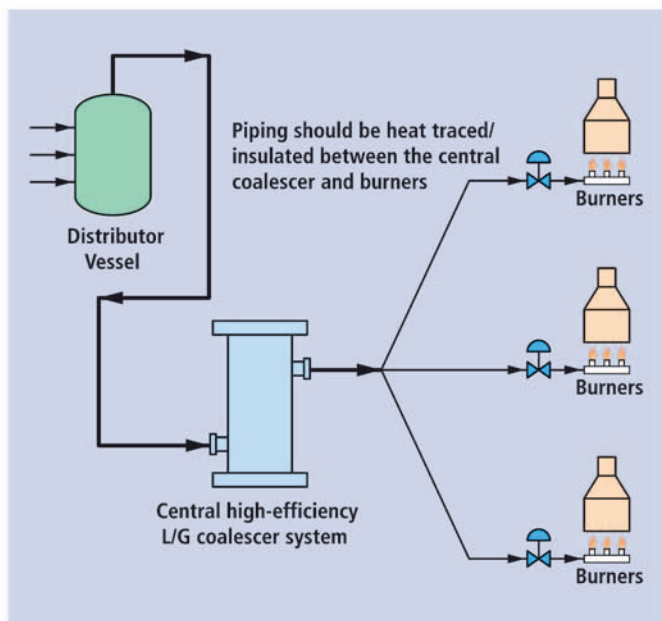 Piping should be heat traced/
insulated between the central
coalescer and burners
Distributor
Vessel
Burners
Burners
Central high-efficiency
L/G coalescer system
Burners